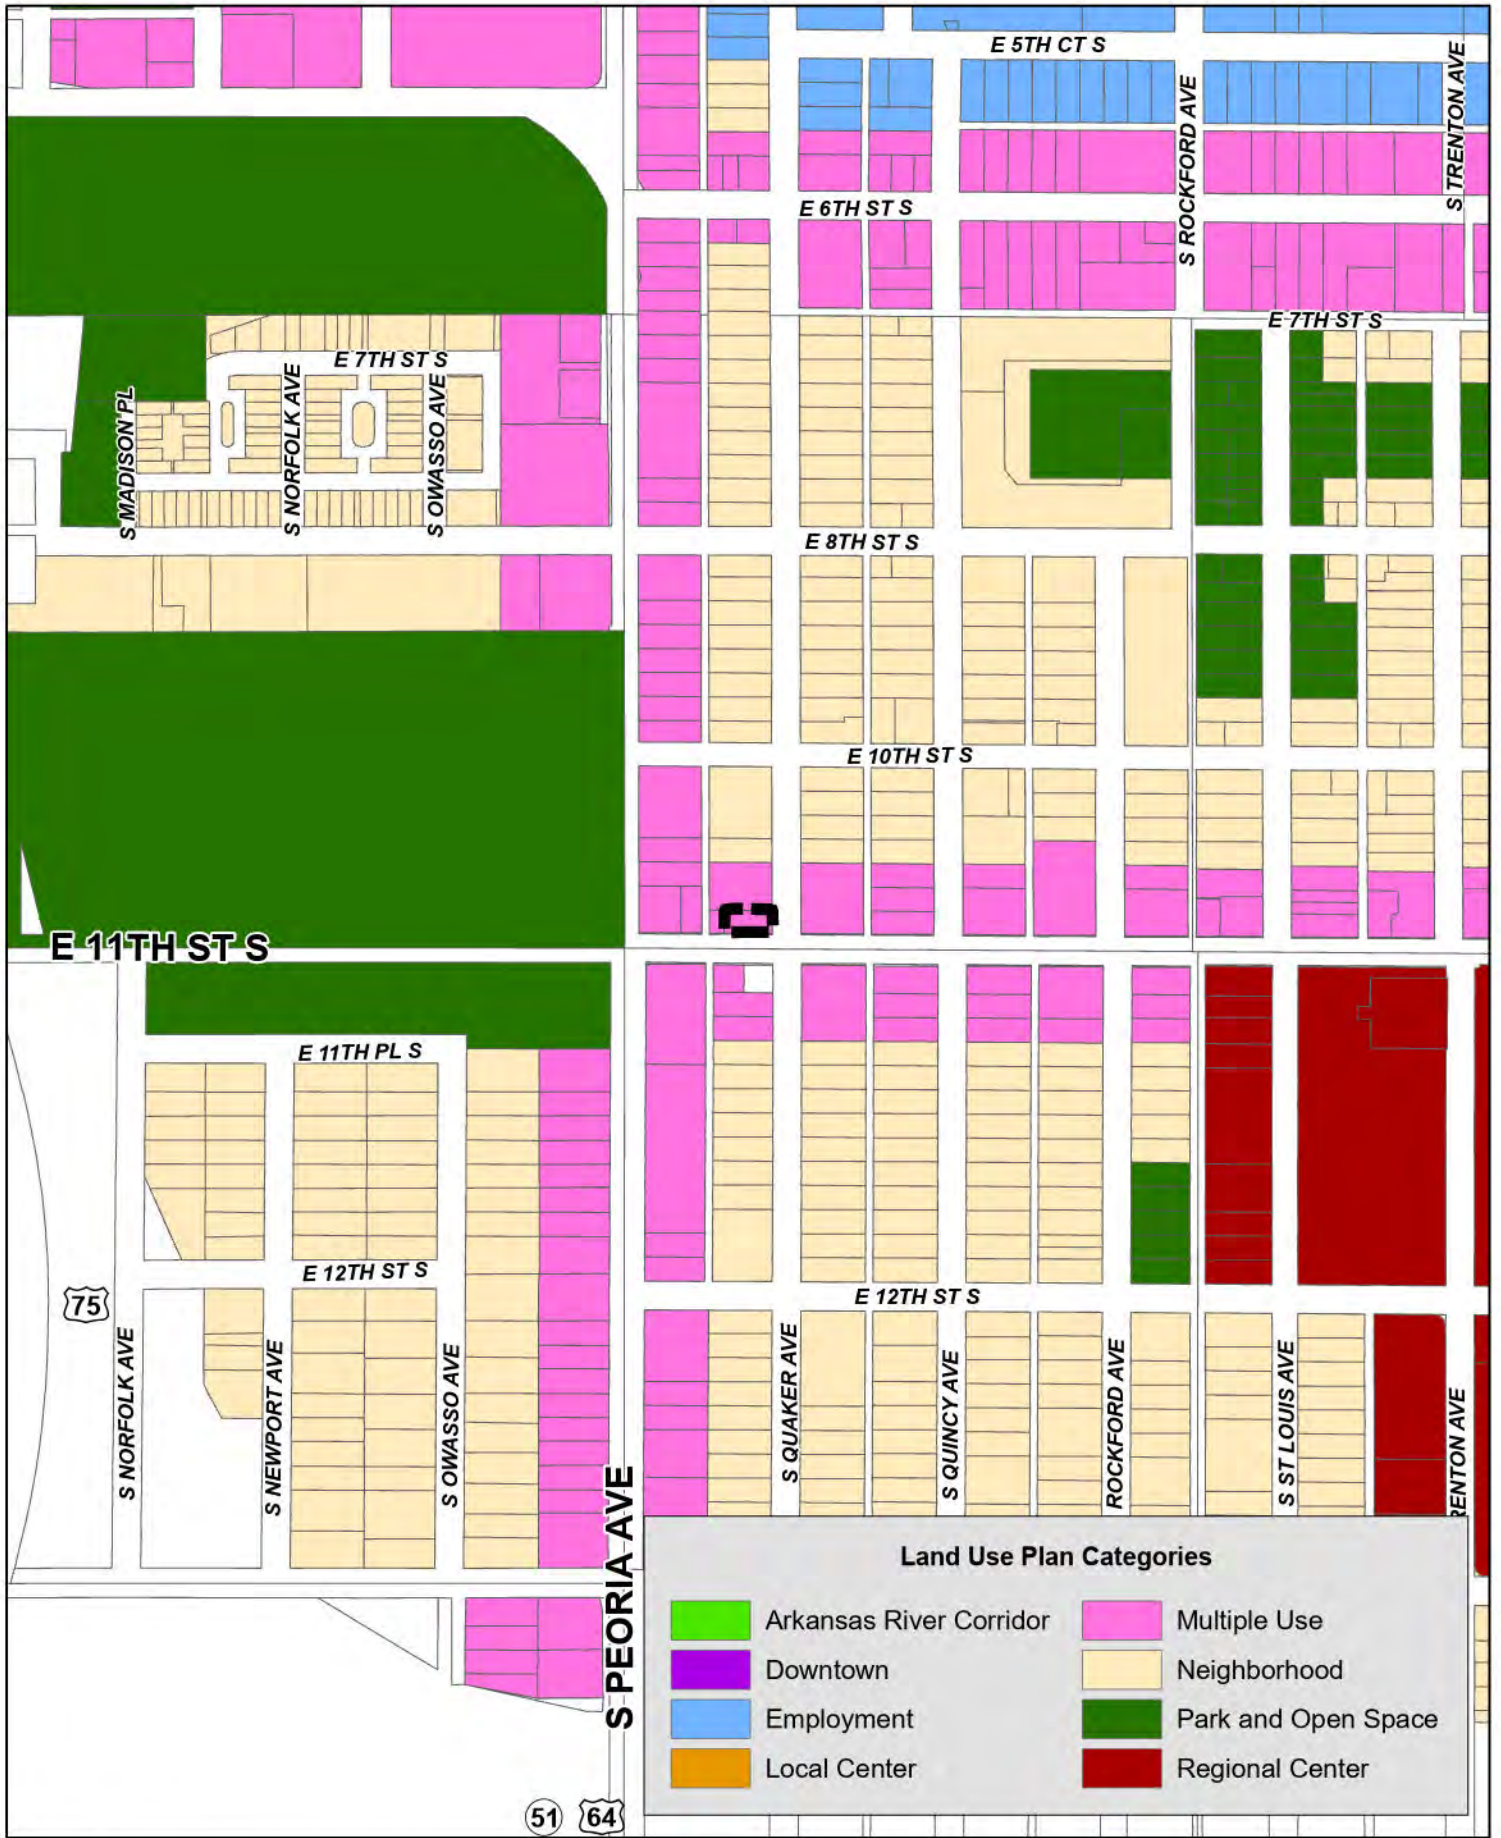 E 5TH CT S
S ROCKFORD AVE
S TRENTON AVE
E 6TH ST S
E 7TH ST S
E 7TH ST S
S MADISON PL
S NORFOLK AVE
S OWASSO AVE
E 8TH ST S
E 10TH ST S
E 11TH ST S
E 11TH PL S
E 12TH ST S
E 12TH ST S
75
S NORFOLK AVE
S NEWPORT AVE
S OWASSO AVE
S PEORIA AVE
S QUAKER AVE
S QUINCY AVE
ROCKFORD AVE
S ST LOUIS AVE
RENTON AVE
Land Use Plan Categories
Arkansas River Corridor
Downtown
Employment
Local Center
Multiple Use
Neighborhood
Park and Open Space
Regional Center
51
64